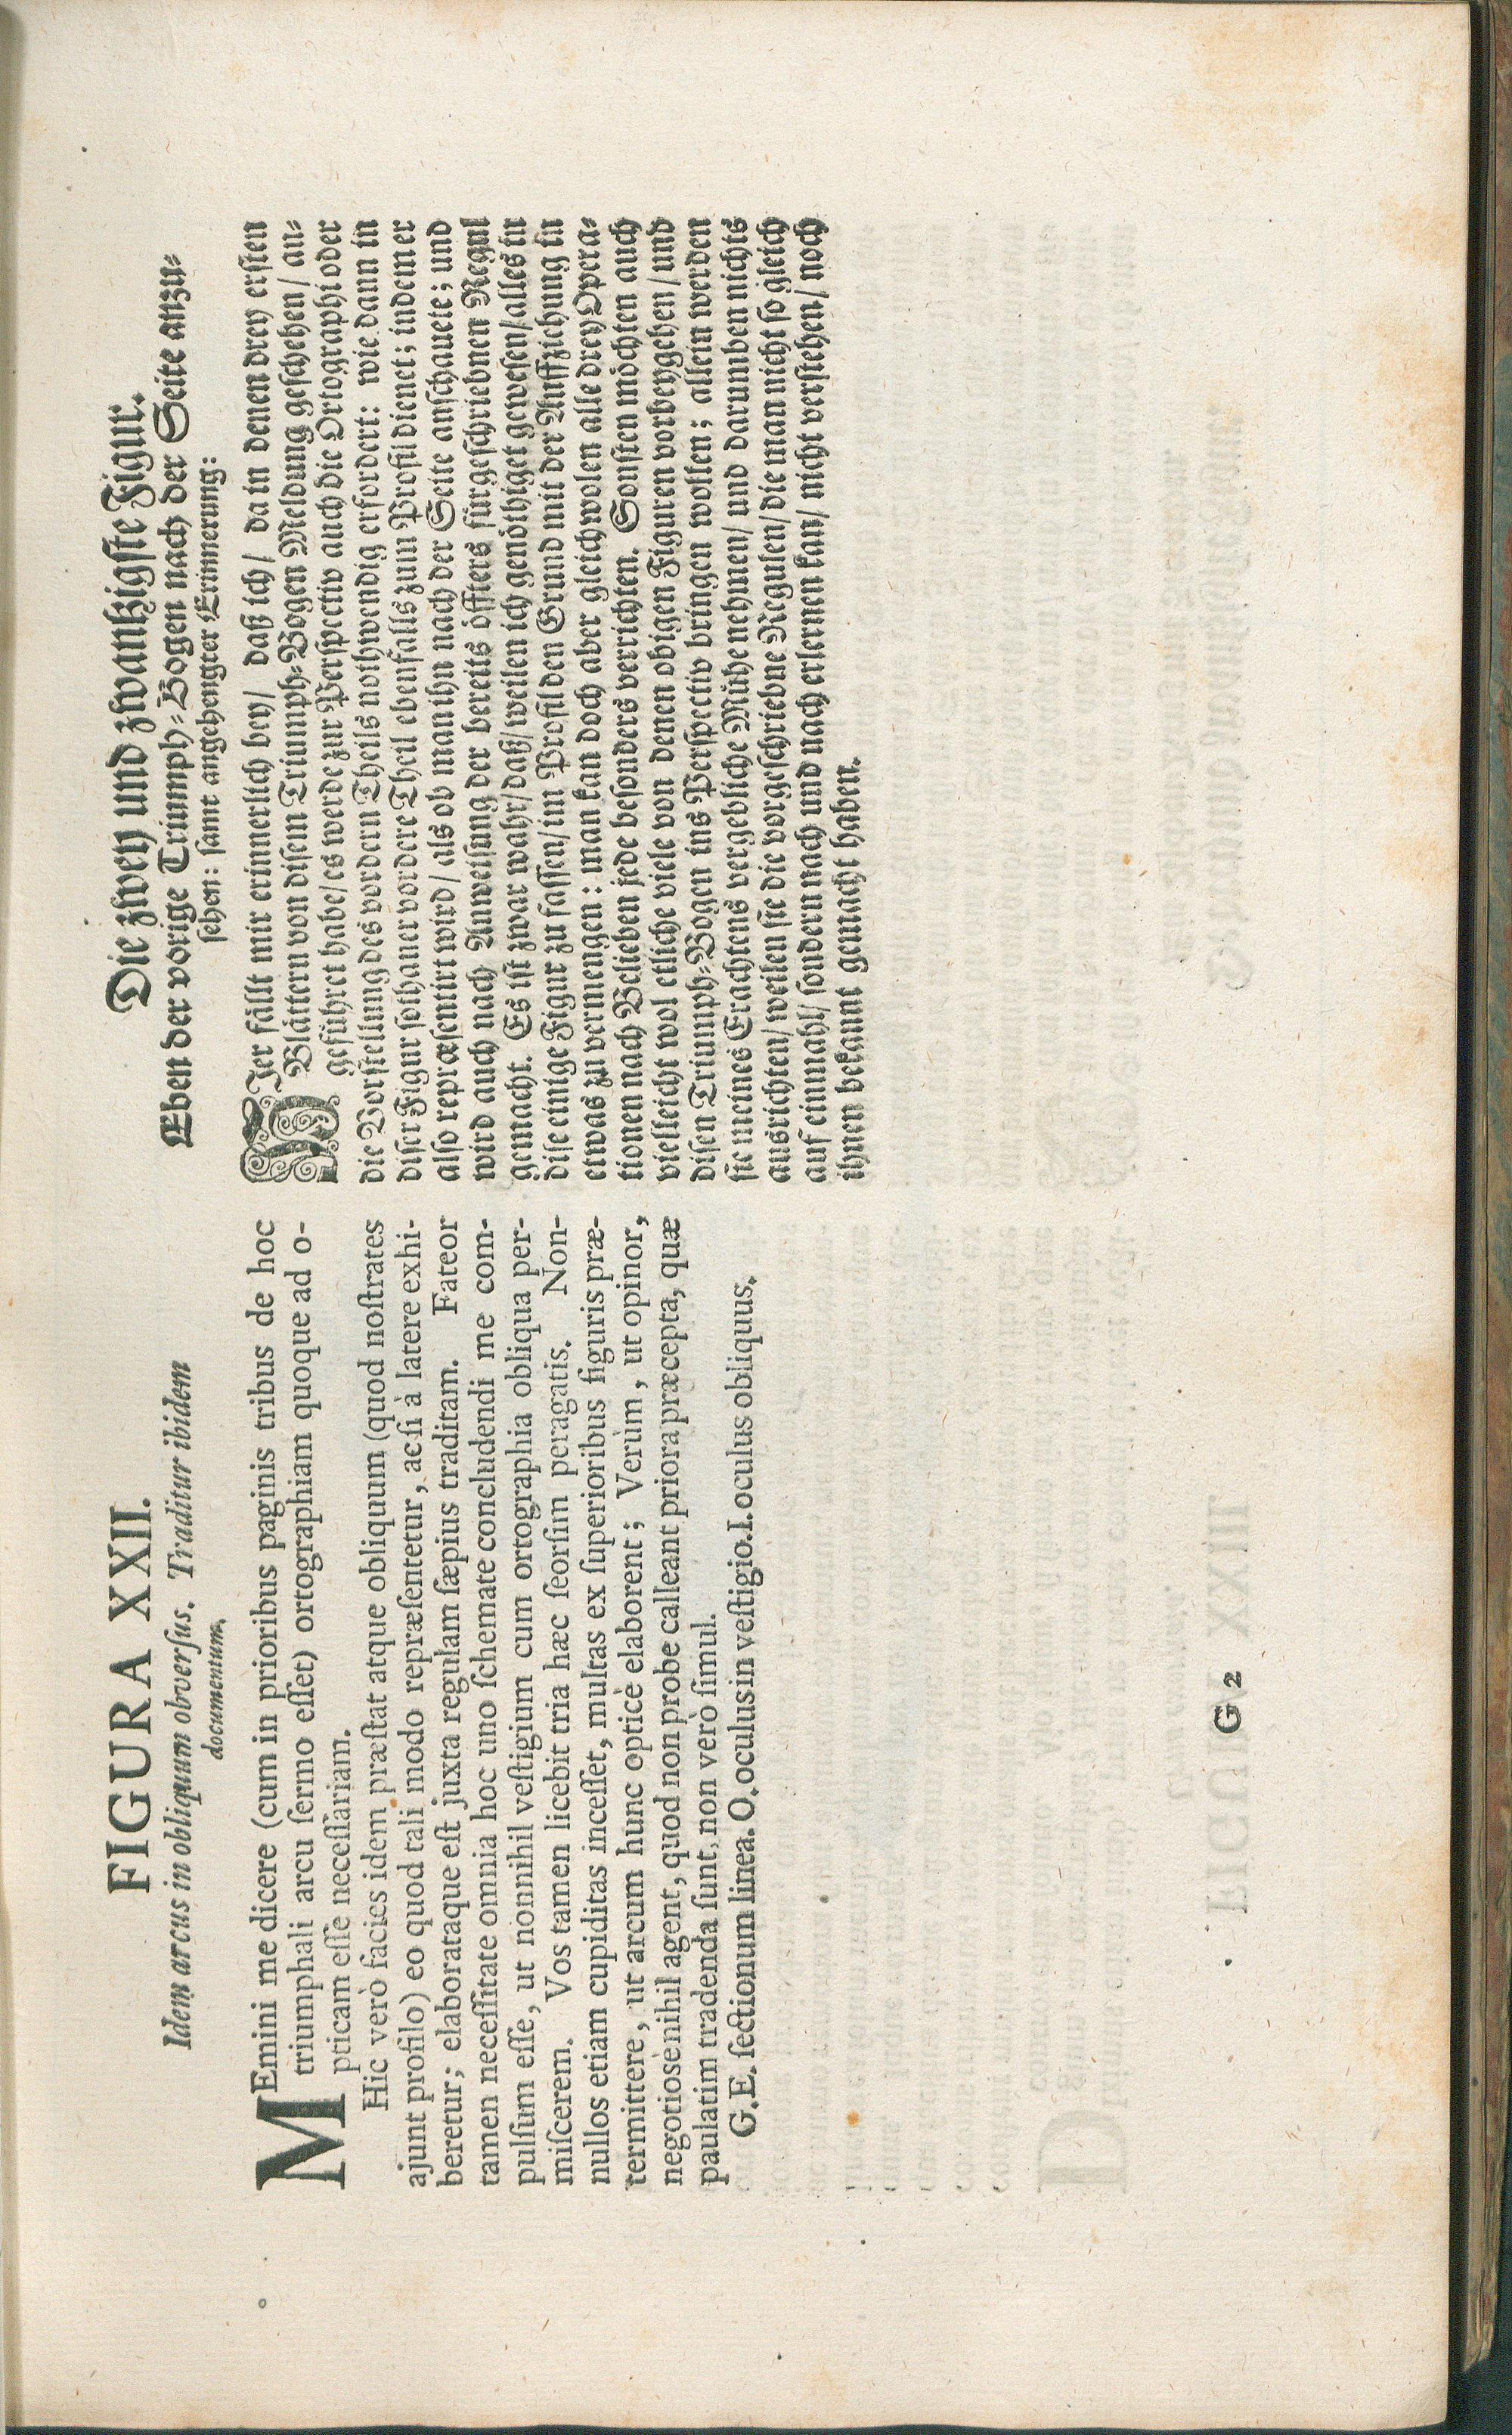 FIGURA XXII.
Idem arcus in obliquum obverſus. Traditur ibidem
documentum.
MEmini me dicere (cum in prioribus paginis tribus de hoc
triumphali arcu ſermo eſſet) ortographiam quoque ad o-
pticam eſſe neceſſariam.
Hic verò facies idem præſtat atque obliquum (quod noſtrates
ajunt profilo) eo quod tali modo repræſentetur, ac ſi à latere exhi-
beretur; elaborataque eſt juxta regulam ſæpius traditam. Fateor
tamen neceſſitate omnia hoc uno ſchemate concludendi me com-
pulſum eſſe, ut nonnihil veſtigium cum ortographia obliqua per-
miſcerem. Vos tamen licebit tria hæc ſeorſim peragatis. Non-
nullos etiam cupiditas inceſſet, multas ex ſuperioribus figuris præ-
termittere, ut arcum hunc opticè elaborent; Verùm, ut opinor,
negotiosè nihil agent, quod non probe calleant priora præcepta, quæ
paulatim tradenda ſunt, non verò ſimul.
G. E. ſectionum linea. O. oculus in veſtigio. I. oculus obliquus.
Die zwey und zwantzigſte Figur.
Eben der vorige Triumph-Bogen nach der Seite anzu-
ſehen: ſamt angehengter Erinnerung:
HIer fällt mir erinnerlich bey/ daß ich/ da in denen drey erſten
Blättern von diſem Triumph-Bogen Meldung geſchehen/ an-
geführet habe/ es werde zur Perſpectiv auch die Ortographi oder
die Vorſtellung des vordern Theils nothwendig erfordert: wie dann in
diſer Figur ſothaner vordere Theil ebenfalls zum Profil dienet; indem er
alſo repræſentirt wird/ als ob man ihn nach der Seite anſchauete; und
wird auch nach Anweiſung der bereits öffters fürgeſchriebnen Regul
gemacht. Es iſt zwar wahr/ daß/ weilen ich genöthiget geweſen/ alles in
diſe einige Figur zu faſſen/ im Profil den Grund mit der Auffziehung in
etwas zu vermengen: man kan doch aber gleichwolen alle drey Opera-
tionen nach Belieben jede beſonders verrichten. Sonſten möchten auch
vielleicht wol etliche viele von denen obigen Figuren vorbeygehen/ und
diſen Triumph-Bogen ins Perſpectiv bringen wollen; allein werden
ſie meines Erachtens vergebliche Mühe nehmen/ und darumben nichts
ausrichten/ weilen ſie die vorgeſchriebne Regulen/ die man nicht ſo gleich
auf einmahl/ ſondern nach und nach erlernen kan/ nicht verſtehen/ noch
ihnen bekannt gemacht haben.
G 2